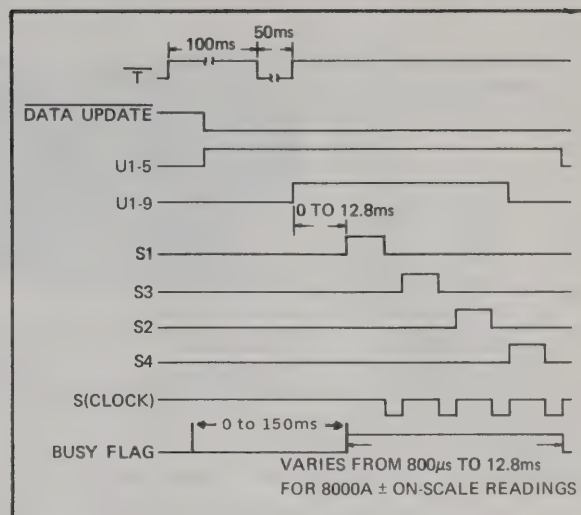 100ms
50ms
T
DATA UPDATE
U1-5
U1-9
0 TO 12.8ms
S1
S3
S2
S4
S(CLOCK)
0 to 150ms
BUSY FLAG
VARIES FROM 800µs TO 12.8ms
FOR 8000A ± ON-SCALE READINGS